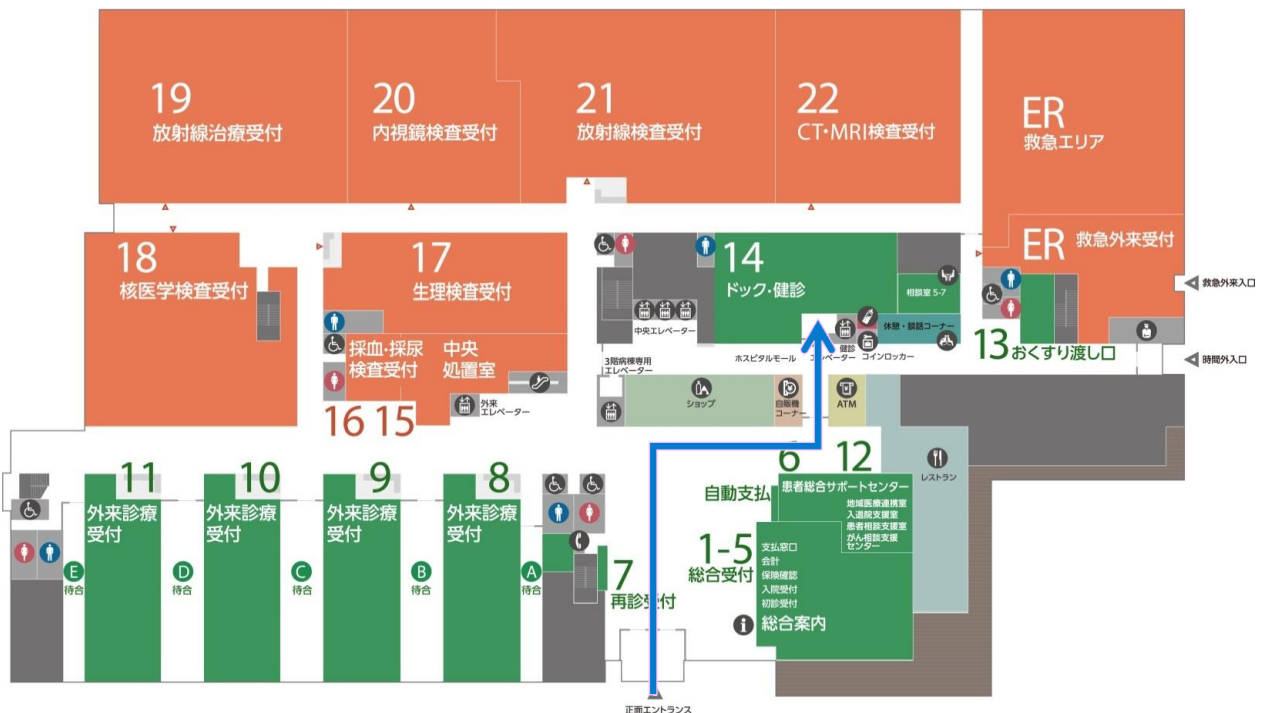 19
放射線治療受付
20
内視鏡検査受付
21
放射線検査受付
22
CT・MRI検査受付
ER
救急エリア
18
核医学検査受付
17
生理検査受付
14
ドック・健診
相談室 5-7
ER 救急外来受付
救急外来入口
中央エレベーター
休憩・談話コーナー
健診
エレベーター
コインロッカー
ホスピタルモール
13 おくすり渡し口
時間外入口
採血・採尿
検査受付
中央
処置室
外来
エレベーター
16 15
3階病棟専用
エレベーター
ショップ
自販機
コーナー
ATM
レストラン
11
外来診療
受付
10
外来診療
受付
9
外来診療
受付
8
外来診療
受付
E
待合
D
待合
C
待合
B
待合
A
待合
7
再診受付
6
自動支払
12
患者総合サポートセンター
地域医療連携室
入退院支援室
患者相談支援室
がん相談支援
センター
1-5
総合受付
支払窓口
会計
保険確認
入院受付
初診受付
i 総合案内
正面エントランス